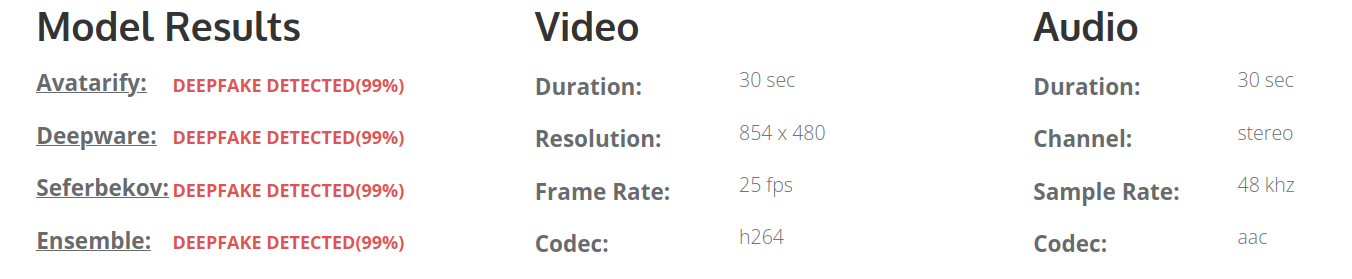 Model Results
Avatarify: DEEPFAKE DETECTED(99%)
Deepware: DEEPFAKE DETECTED(99%)
Seferbekov: DEEPFAKE DETECTED(99%)
Ensemble: DEEPFAKE DETECTED(99%)
Video
Duration: 30 sec
Resolution: 854 x 480
Frame Rate: 25 fps
Codec: h264
Audio
Duration: 30 sec
Channel: stereo
Sample Rate: 48 khz
Codec: aac